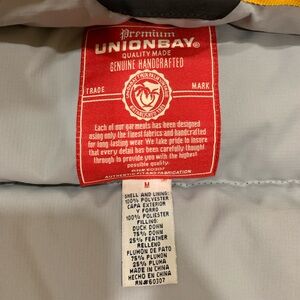 Premium
UNIONBAY®
QUALITY MADE
GENUINE HANDCRAFTED
TRADE MARK
Each of our garments has been designed
using only the finest fabrics and handcrafted
for long lasting wear. We take pride to insure
that every detail has been carefully thought
through to provide you with the highest
possible quality.
M
SHELL AND LINING:
100% POLYESTER
CAPA EXTERIOR
Y FORRO
100% POLIESTER
FILLING:
DUCK DOWN
75% DOWN
25% FEATHER
RELLENO
PLUMON DE PATO
75% PLUMÓN
25% PLUMA
MADE IN CHINA
HECHO EN CHINA
RN#60307